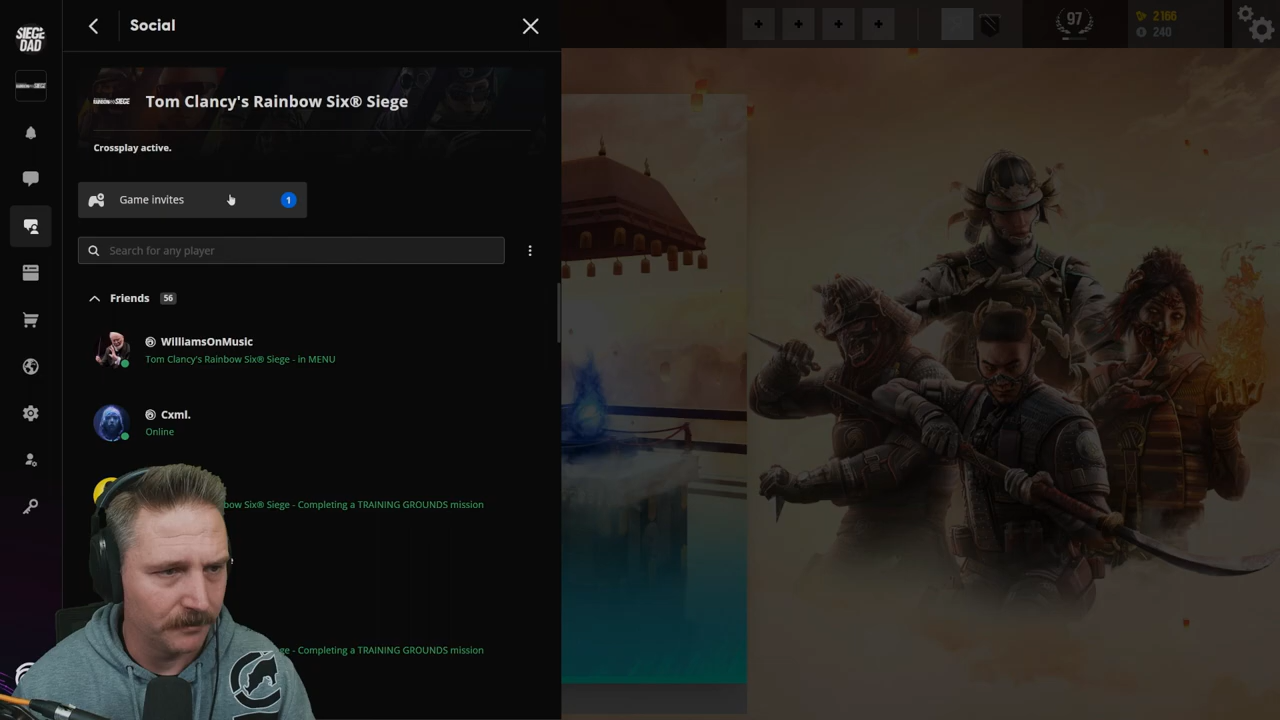 SIEGE
DAD
Social
97
2166
240
Tom Clancy's Rainbow Six® Siege
Crossplay active.
Game invites
1
Search for any player
Friends 56
WilliamsOnMusic
Tom Clancy's Rainbow Six® Siege - in MENU
Cxml.
Online
bow Six® Siege - Completing a TRAINING GROUNDS mission
ge - Completing a TRAINING GROUNDS mission